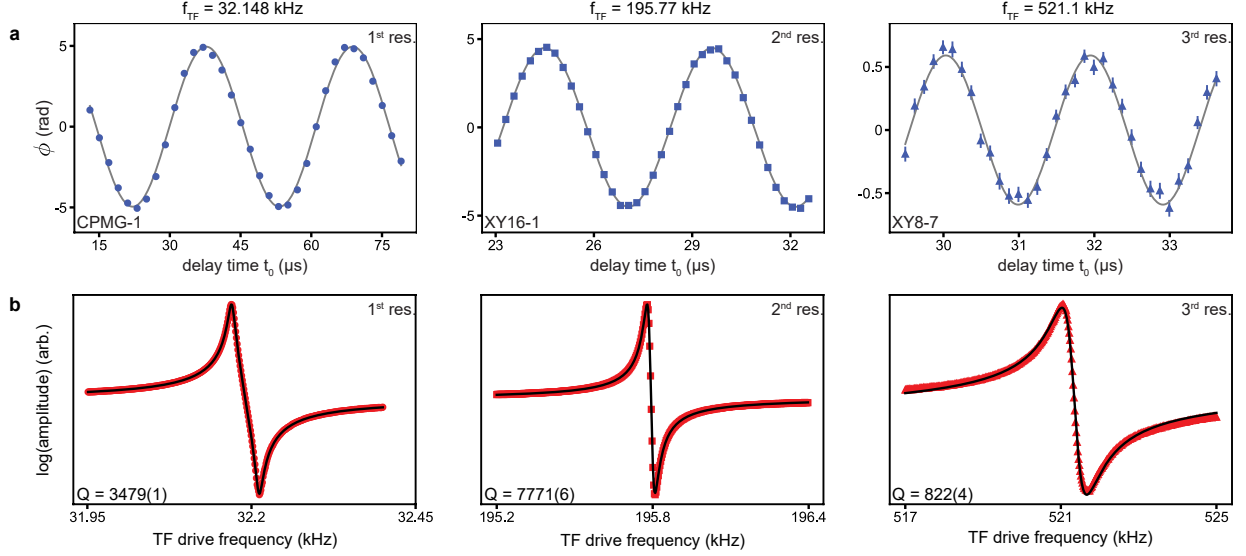 f_TF = 32.148 kHz
f_TF = 195.77 kHz
f_TF = 521.1 kHz
a
ϕ (rad)
5
0
-5
1st res.
CPMG-1
15 30 45 60 75
delay time t₀ (µs)
5
0
-5
2nd res.
XY16-1
23 26 29 32
delay time t₀ (µs)
0.5
0
-0.5
3rd res.
XY8-7
30 31 32 33
delay time t₀ (µs)
b
log(amplitude) (arb.)
1st res.
Q = 3479(1)
31.95 32.2 32.45
TF drive frequency (kHz)
2nd res.
Q = 7771(6)
195.2 195.8 196.4
TF drive frequency (kHz)
3rd res.
Q = 822(4)
517 521 525
TF drive frequency (kHz)